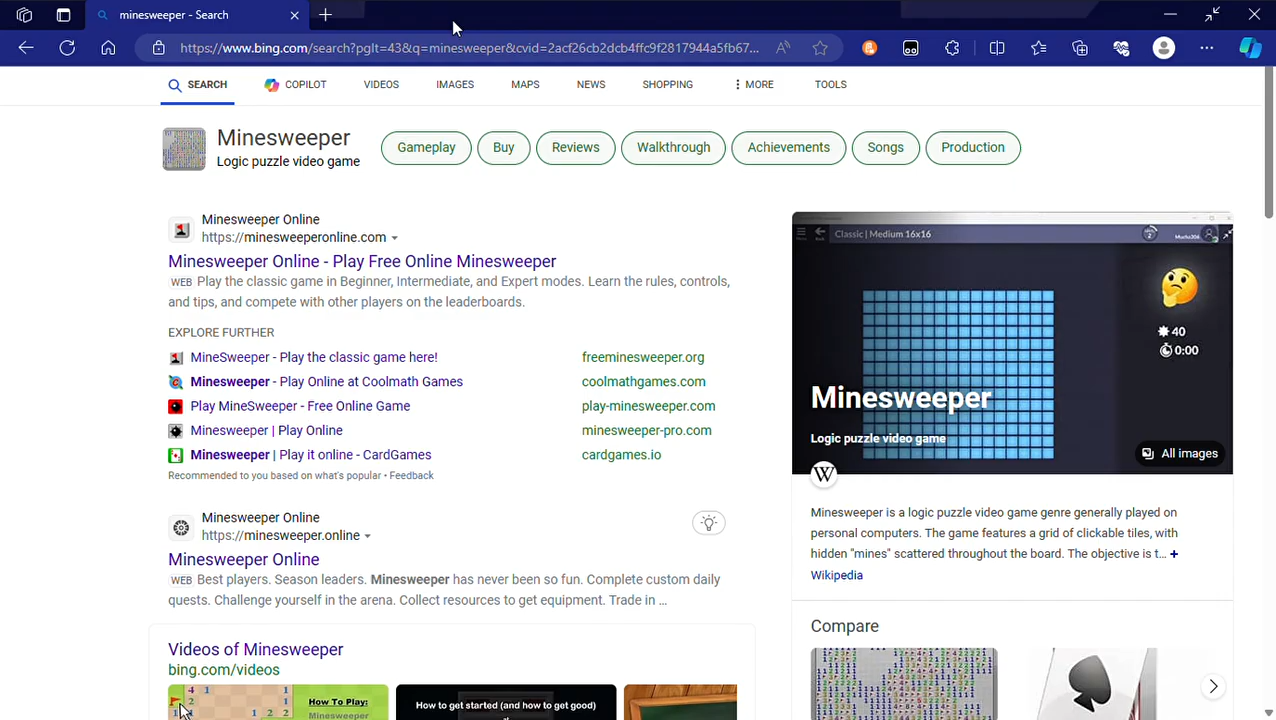 minesweeper - Search
https://www.bing.com/search?pglt=43&q=minesweeper&cvid=2acf26cb2dcb4ffc9f2817944a5fb67...
SEARCH COPILOT VIDEOS IMAGES MAPS NEWS SHOPPING MORE TOOLS
Minesweeper
Logic puzzle video game
Gameplay Buy Reviews Walkthrough Achievements Songs Production
Minesweeper Online
https://minesweeperonline.com
Minesweeper Online - Play Free Online Minesweeper
WEB Play the classic game in Beginner, Intermediate, and Expert modes. Learn the rules, controls,
and tips, and compete with other players on the leaderboards.
EXPLORE FURTHER
MineSweeper - Play the classic game here! freeminesweeper.org
Minesweeper - Play Online at Coolmath Games coolmathgames.com
Play MineSweeper - Free Online Game play-minesweeper.com
Minesweeper | Play Online minesweeper-pro.com
Minesweeper | Play it online - CardGames cardgames.io
Recommended to you based on what's popular • Feedback
Minesweeper Online
https://minesweeper.online
Minesweeper Online
WEB Best players. Season leaders. Minesweeper has never been so fun. Complete custom daily
quests. Challenge yourself in the arena. Collect resources to get equipment. Trade in ...
Videos of Minesweeper
bing.com/videos
How To Play:
Minesweeper
How to get started (and how to get good)
Classic | Medium 16x16
40
0:00
Minesweeper
Logic puzzle video game
All images
W
Minesweeper is a logic puzzle video game genre generally played on
personal computers. The game features a grid of clickable tiles, with
hidden "mines" scattered throughout the board. The objective is t... +
Wikipedia
Compare